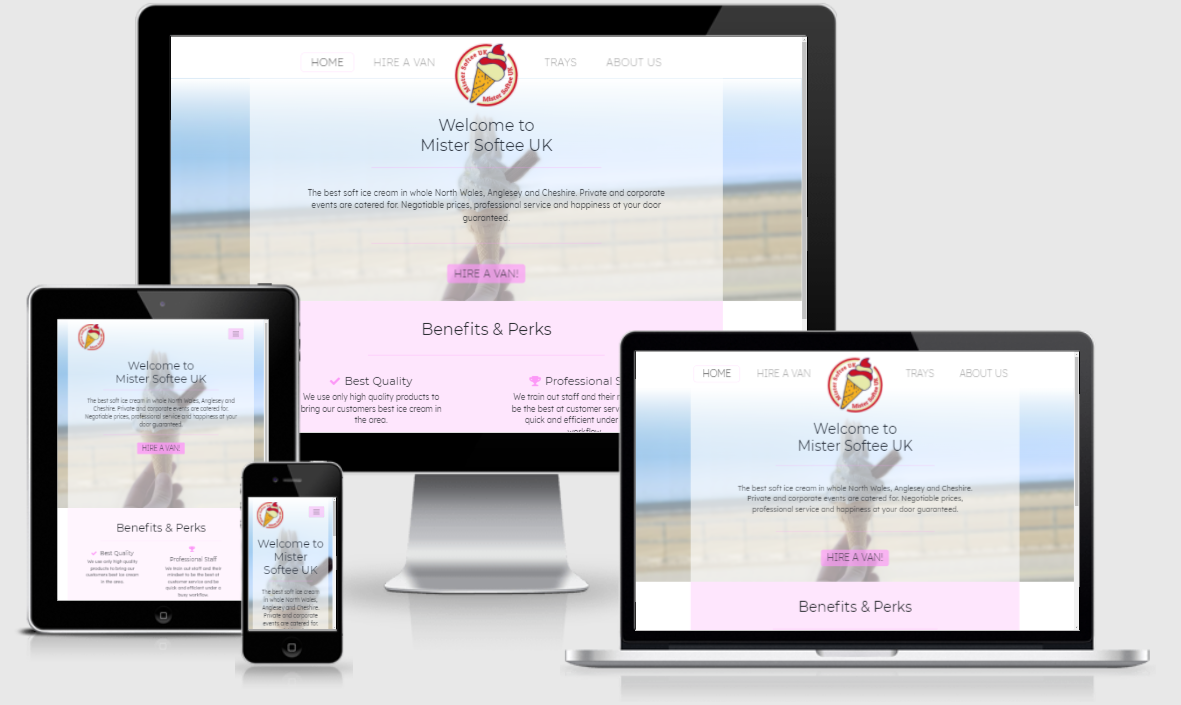 HOME HIRE A VAN TRAYS ABOUT US
Mister Softee UK
Mister Softee UK
Welcome to
Mister Softee UK
The best soft ice cream in whole North Wales, Anglesey and Cheshire. Private and corporate
events are catered for. Negotiable prices, professional service and happiness at your door
guaranteed.
HIRE A VAN!
Benefits & Perks
Best Quality
We use only high quality products to
bring our customers best ice cream in
the area.
Professional S
We train out staff and their r
be the best at customer serv
quick and efficient under
workflow.
Welcome to
Mister Softee UK
The best soft ice cream in whole North Wales, Anglesey and
Cheshire. Private and corporate events are catered for.
Negotiable prices, professional service and happiness at your
door guaranteed.
HIRE A VAN!
Benefits & Perks
Best Quality
We use only high quality
products to bring our
customers best ice cream
in the area.
Professional Staff
We train out staff and their
mindset to be the best at
customer service and be
quick and efficient under a
busy workflow.
Welcome to
Mister
Softee UK
The best soft ice cream
in whole North Wales,
Anglesey and Cheshire.
Private and corporate
events are catered for.
HOME HIRE A VAN TRAYS ABOUT US
Mister Softee UK
Mister Softee UK
Welcome to
Mister Softee UK
The best soft ice cream in whole North Wales, Anglesey and Cheshire.
Private and corporate events are catered for. Negotiable prices,
professional service and happiness at your door guaranteed.
HIRE A VAN!
Benefits & Perks